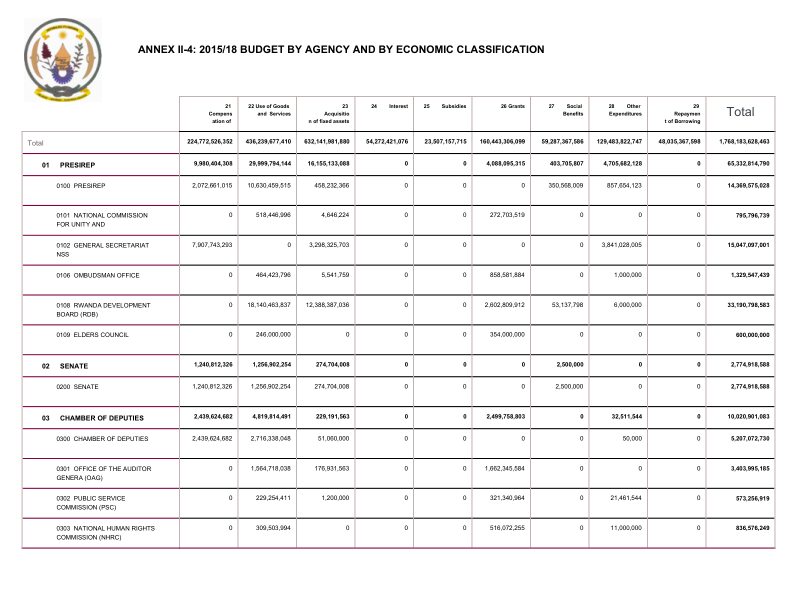 ANNEX II-4: 2015/18 BUDGET BY AGENCY AND BY ECONOMIC CLASSIFICATION
21 Compens ation of | 22 Use of Goods and Services | 23 Acquisitio n of fixed assets | 24 Interest | 25 Subsidies | 26 Grants | 27 Social Benefits | 28 Other Expenditures | 29 Repaymen t of Borrowing | Total
Total 224,772,526,352 436,239,677,410 632,141,981,880 54,272,421,076 23,507,157,715 160,443,306,099 59,287,367,586 129,483,822,747 48,035,367,598 1,768,183,628,463
01 PRESIREP 9,980,404,308 29,999,794,144 16,155,133,088 0 0 4,088,095,315 403,705,807 4,705,682,128 0 65,332,814,790
0100 PRESIREP 2,072,661,015 10,630,459,515 458,232,366 0 0 0 350,568,009 857,654,123 0 14,369,575,028
0101 NATIONAL COMMISSION 0 518,446,996 4,646,224 0 0 272,703,519 0 0 0 795,796,739
FOR UNITY AND
0102 GENERAL SECRETARIAT 7,907,743,293 0 3,298,325,703 0 0 0 0 3,841,028,005 0 15,047,097,001
NSS
0106 OMBUDSMAN OFFICE 0 464,423,796 5,541,759 0 0 858,581,884 0 1,000,000 0 1,329,547,439
0108 RWANDA DEVELOPMENT 0 18,140,463,837 12,388,387,036 0 0 2,602,809,912 53,137,798 6,000,000 0 33,190,798,583
BOARD (RDB)
0109 ELDERS COUNCIL 0 246,000,000 0 0 0 354,000,000 0 0 0 600,000,000
02 SENATE 1,240,812,326 1,256,902,254 274,704,008 0 0 0 2,500,000 0 0 2,774,918,588
0200 SENATE 1,240,812,326 1,256,902,254 274,704,008 0 0 0 2,500,000 0 0 2,774,918,588
03 CHAMBER OF DEPUTIES 2,439,624,682 4,819,814,491 229,191,563 0 0 2,499,758,803 0 32,511,544 0 10,020,901,083
0300 CHAMBER OF DEPUTIES 2,439,624,682 2,716,338,048 51,060,000 0 0 0 0 50,000 0 5,207,072,730
0301 OFFICE OF THE AUDITOR 0 1,564,718,038 176,931,563 0 0 1,662,345,584 0 0 0 3,403,995,185
GENERA (OAG)
0302 PUBLIC SERVICE 0 229,254,411 1,200,000 0 0 321,340,964 0 21,461,544 0 573,256,919
COMMISSION (PSC)
0303 NATIONAL HUMAN RIGHTS 0 309,503,994 0 0 0 516,072,255 0 11,000,000 0 836,576,249
COMMISSION (NHRC)